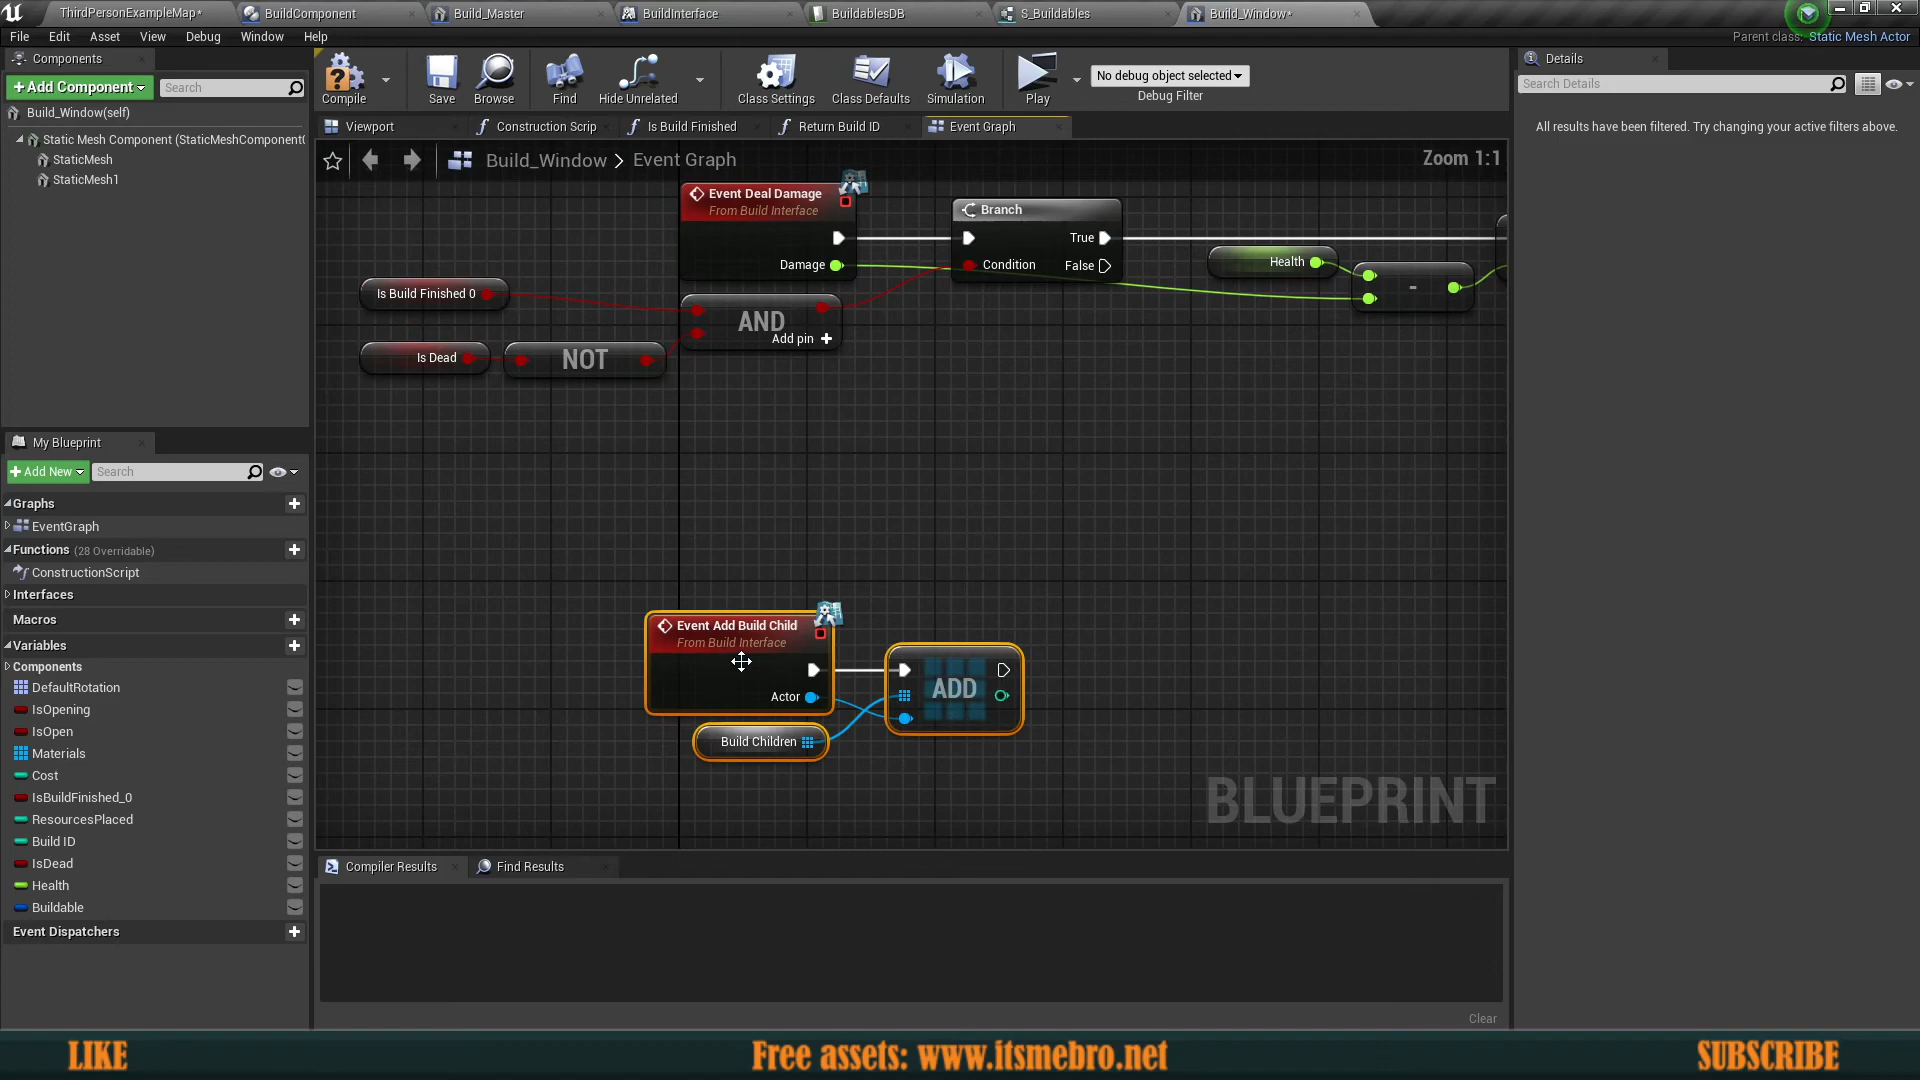 ThirdPersonExampleMap*
BuildComponent
Build_Master
BuildInterface
BuildablesDB
S_Buildables
Build_Window*
File Edit Asset View Debug Window Help
Parent class: Static Mesh Actor
Components
+Add Component
Search
Build_Window(self)
Static Mesh Component (StaticMeshComponent0
StaticMesh
StaticMesh1
Compile
Save
Browse
Find
Hide Unrelated
Class Settings
Class Defaults
Simulation
Play
No debug object selected
Debug Filter
Viewport
Construction Scrip
Is Build Finished
Return Build ID
Event Graph
Build_Window > Event Graph
Zoom 1:1
Event Deal Damage
From Build Interface
Damage
Branch
True
Condition
False
Health
-
Is Build Finished 0
AND
Add pin +
Is Dead
NOT
Event Add Build Child
From Build Interface
Actor
ADD
Build Children
BLUEPRINT
My Blueprint
+Add New
Search
Graphs
EventGraph
Functions (28 Overridable)
ConstructionScript
Interfaces
Macros
Variables
Components
DefaultRotation
IsOpening
IsOpen
Materials
Cost
IsBuildFinished_0
ResourcesPlaced
Build ID
IsDead
Health
Buildable
Event Dispatchers
Compiler Results
Find Results
Clear
Details
Search Details
All results have been filtered. Try changing your active filters above.
LIKE
Free assets: www.itsmebro.net
SUBSCRIBE